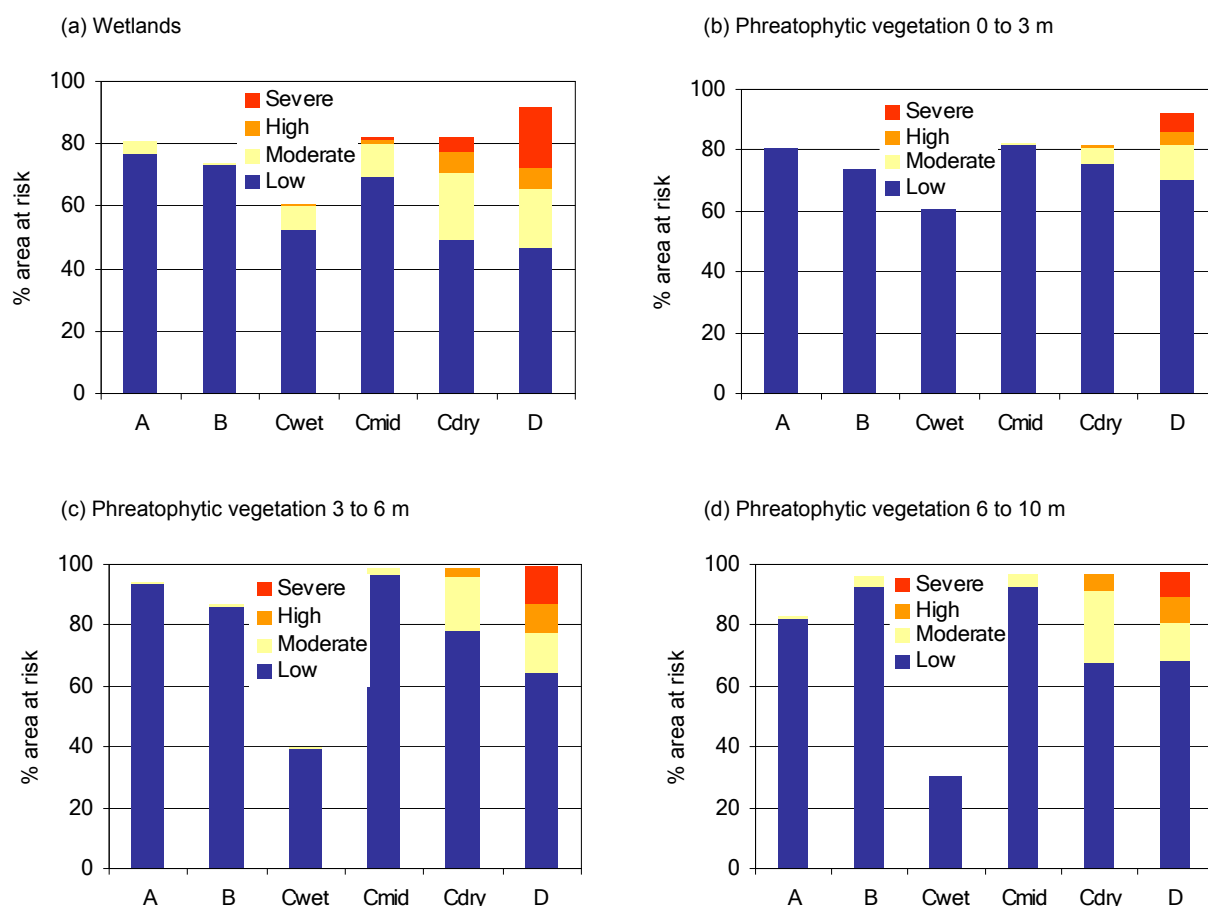 (a) Wetlands
% area at risk
100
80
60
40
20
0
Severe
High
Moderate
Low
A B Cwet Cmid Cdry D
(b) Phreatophytic vegetation 0 to 3 m
% area at risk
100
80
60
40
20
0
Severe
High
Moderate
Low
A B Cwet Cmid Cdry D
(c) Phreatophytic vegetation 3 to 6 m
% area at risk
100
80
60
40
20
0
Severe
High
Moderate
Low
A B Cwet Cmid Cdry D
(d) Phreatophytic vegetation 6 to 10 m
% area at risk
100
80
60
40
20
0
Severe
High
Moderate
Low
A B Cwet Cmid Cdry D